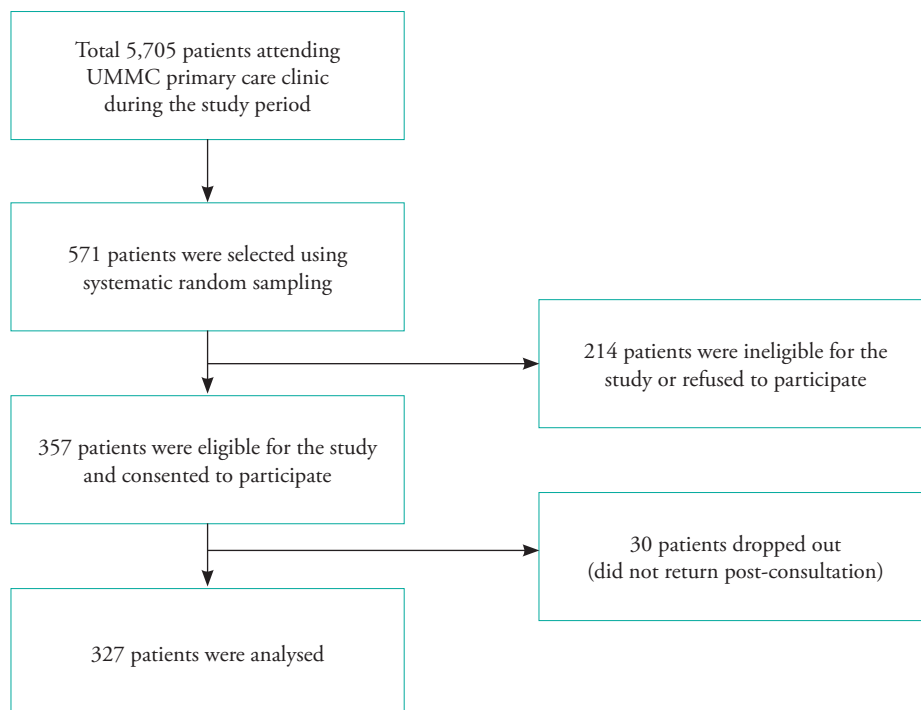 Total 5,705 patients attending
UMMC primary care clinic
during the study period
571 patients were selected using
systematic random sampling
214 patients were ineligible for the
study or refused to participate
357 patients were eligible for the study
and consented to participate
30 patients dropped out
(did not return post-consultation)
327 patients were analysed